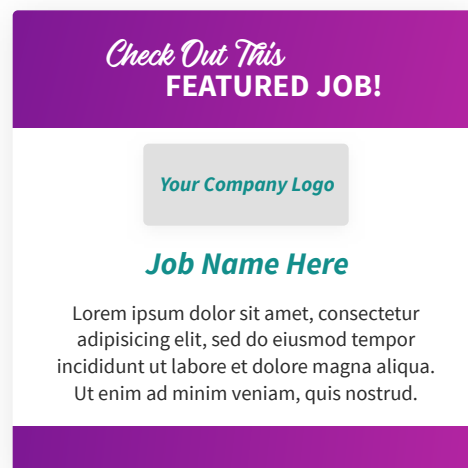 Check Out This
FEATURED JOB!
Your Company Logo
Job Name Here
Lorem ipsum dolor sit amet, consectetur
adipisicing elit, sed do eiusmod tempor
incididunt ut labore et dolore magna aliqua.
Ut enim ad minim veniam, quis nostrud.